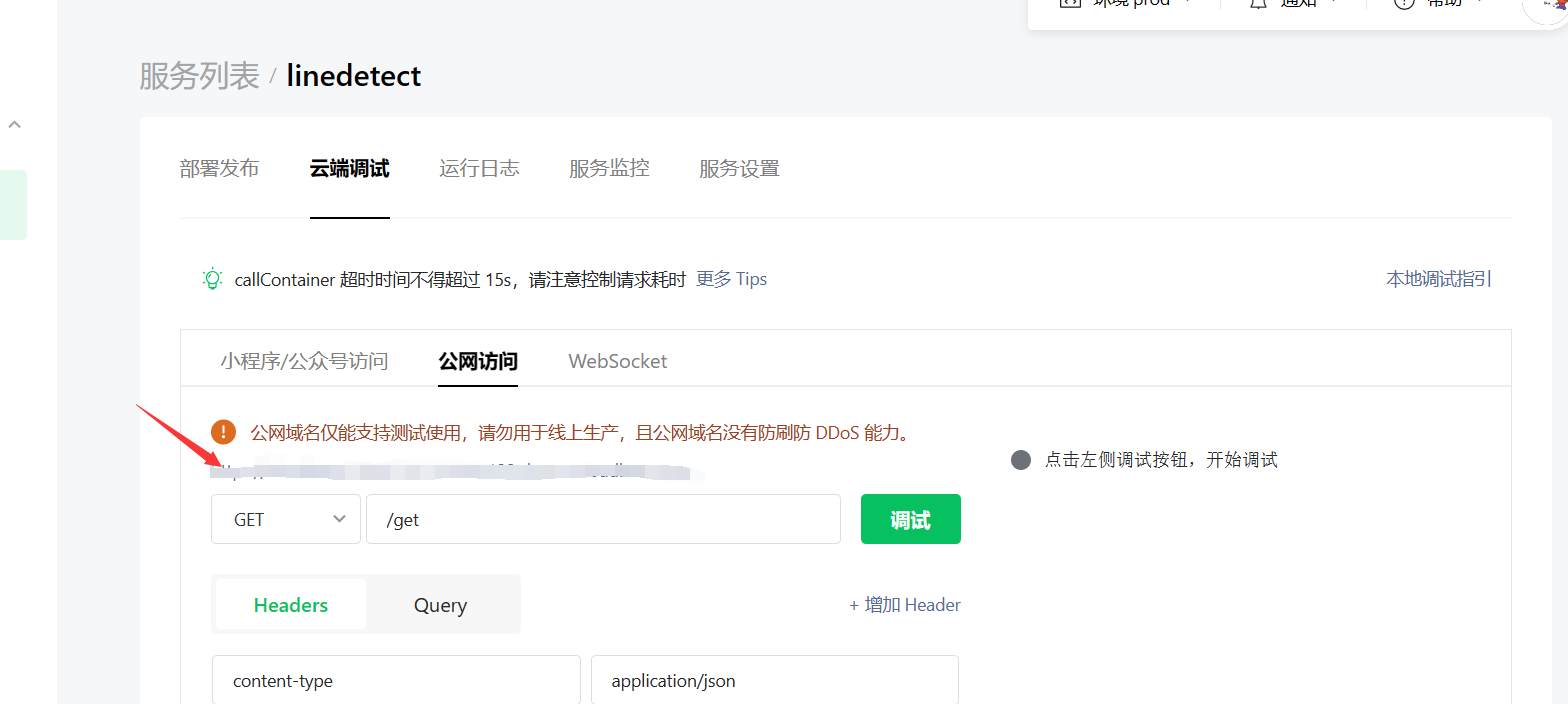 环境 prod
通知
帮助
服务列表 / linedetect
部署发布 云端调试 运行日志 服务监控 服务设置
callContainer 超时时间不得超过 15s，请注意控制请求耗时 更多 Tips
本地调试指引
小程序/公众号访问 公网访问 WebSocket
公网域名仅能支持测试使用，请勿用于线上生产，且公网域名没有防刷防 DDoS 能力。
点击左侧调试按钮，开始调试
GET /get 调试
Headers Query + 增加 Header
content-type application/json